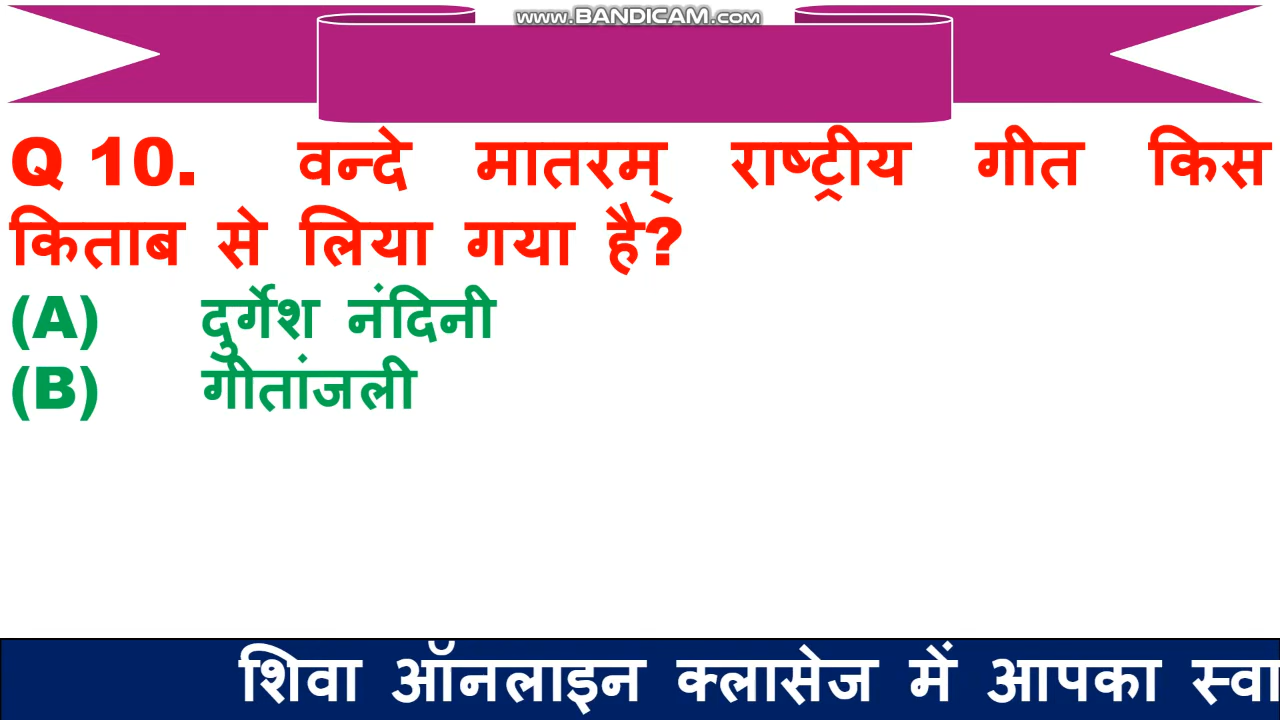 www.BANDICAM.com
Q 10. वन्दे मातरम् राष्ट्रीय गीत किस
किताब से लिया गया है?
(A) दुर्गेश नंदिनी
(B) गीतांजली
शिवा ऑनलाइन क्लासेज में आपका स्वा